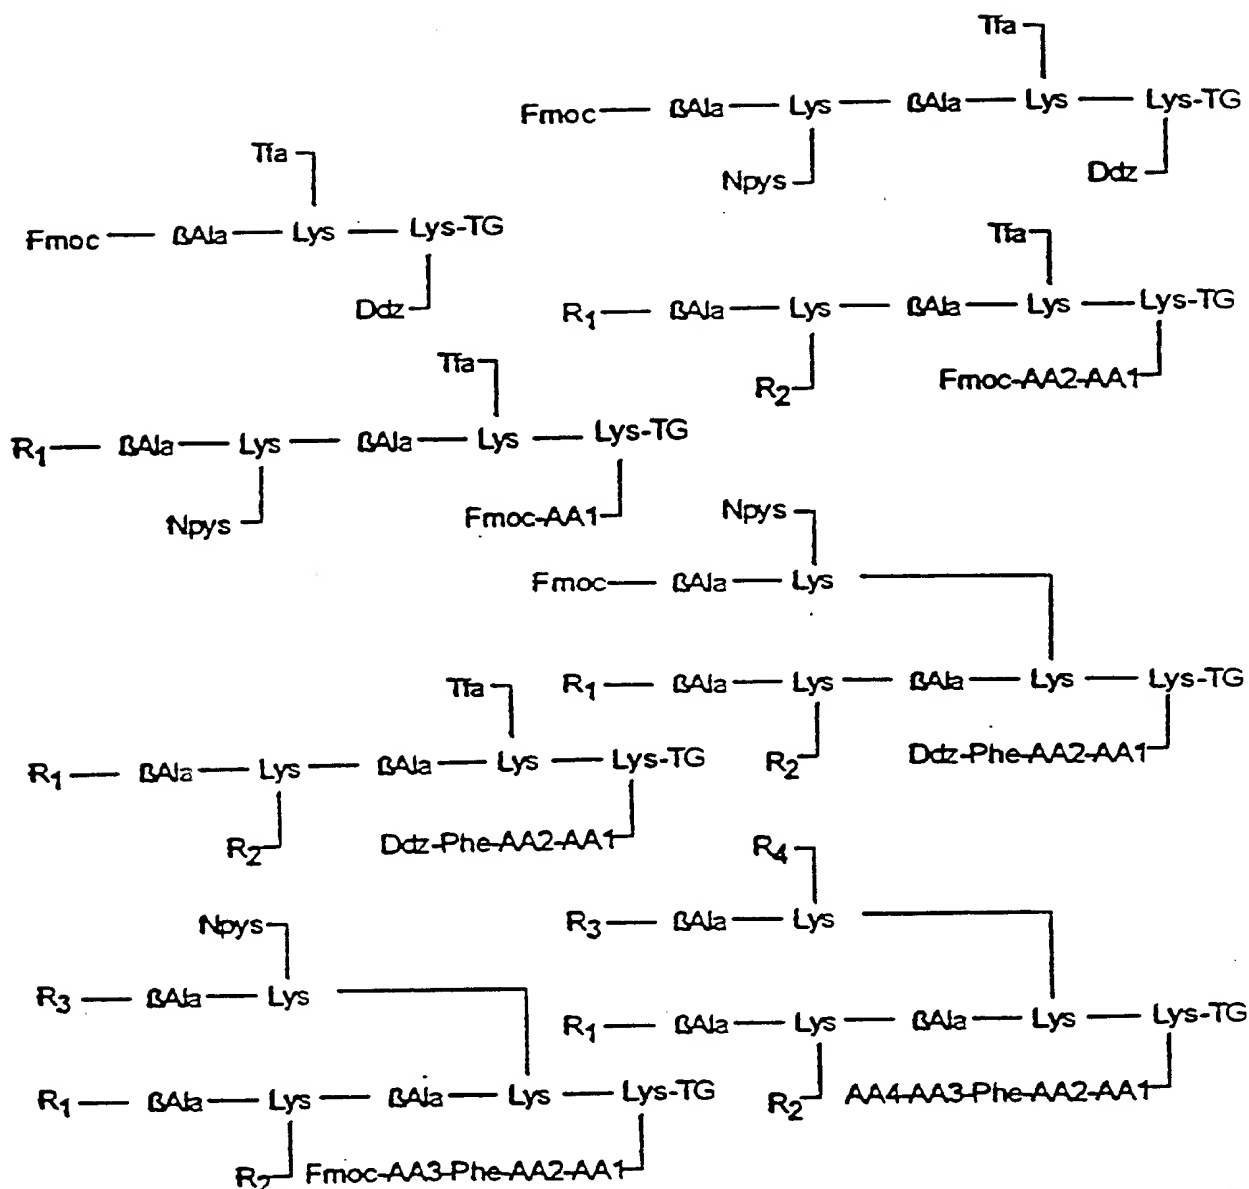 Tfa
Fmoc — ßAla — Lys — ßAla — Lys — Lys-TG
Npys
Ddz
Tfa
Fmoc — ßAla — Lys — Lys-TG
Ddz
Tfa
R1 — ßAla — Lys — ßAla — Lys — Lys-TG
R2
Fmoc-AA2-AA1
Tfa
R1 — ßAla — Lys — ßAla — Lys — Lys-TG
Npys
Fmoc-AA1
Npys
Fmoc — ßAla — Lys
R1 — ßAla — Lys — ßAla — Lys — Lys-TG
R2
Ddz-Phe-AA2-AA1
Tfa
R1 — ßAla — Lys — ßAla — Lys — Lys-TG
R2
Ddz-Phe-AA2-AA1
R4
R3 — ßAla — Lys
R1 — ßAla — Lys — ßAla — Lys — Lys-TG
R2
AA4-AA3-Phe-AA2-AA1
Npys
R3 — ßAla — Lys
R1 — ßAla — Lys — ßAla — Lys — Lys-TG
R2
Fmoc-AA3-Phe-AA2-AA1